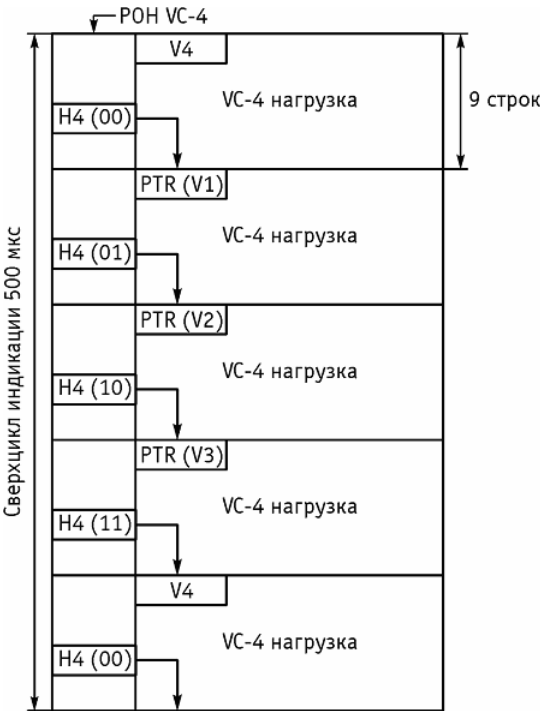 РОН VC-4
V4
VC-4 нагрузка
9 строк
H4 (00)
PTR (V1)
VC-4 нагрузка
H4 (01)
PTR (V2)
VC-4 нагрузка
H4 (10)
PTR (V3)
VC-4 нагрузка
H4 (11)
V4
VC-4 нагрузка
H4 (00)
Сверхцикл индикации 500 мкс